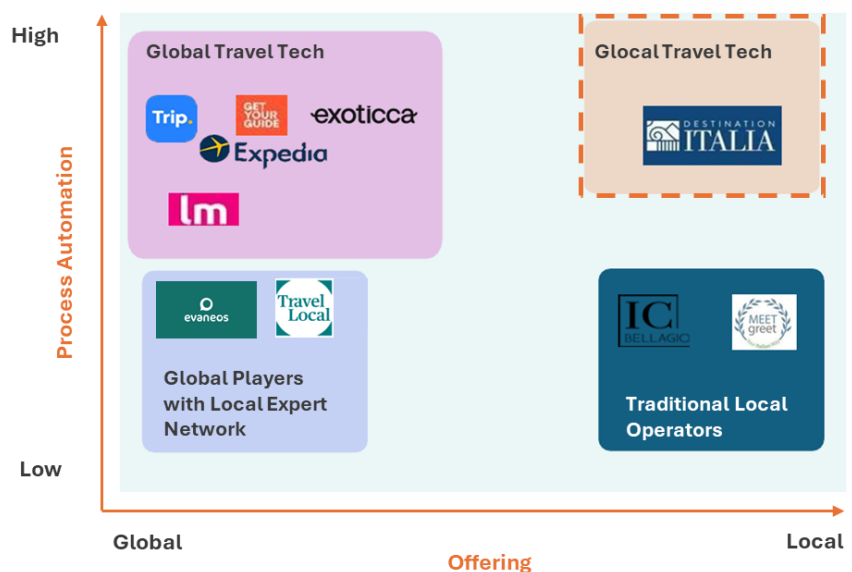 High
Global Travel Tech
Glocal Travel Tech
Trip.
GET
YOUR
GUIDE
exoticca
Expedia
DESTINATION
ITALIA
lm
Process Automation
evaneos
Travel
Local
IC
BELLAGIO
MEET
greet
Global Players
with Local Expert
Network
Traditional Local
Operators
Low
Global
Local
Offering